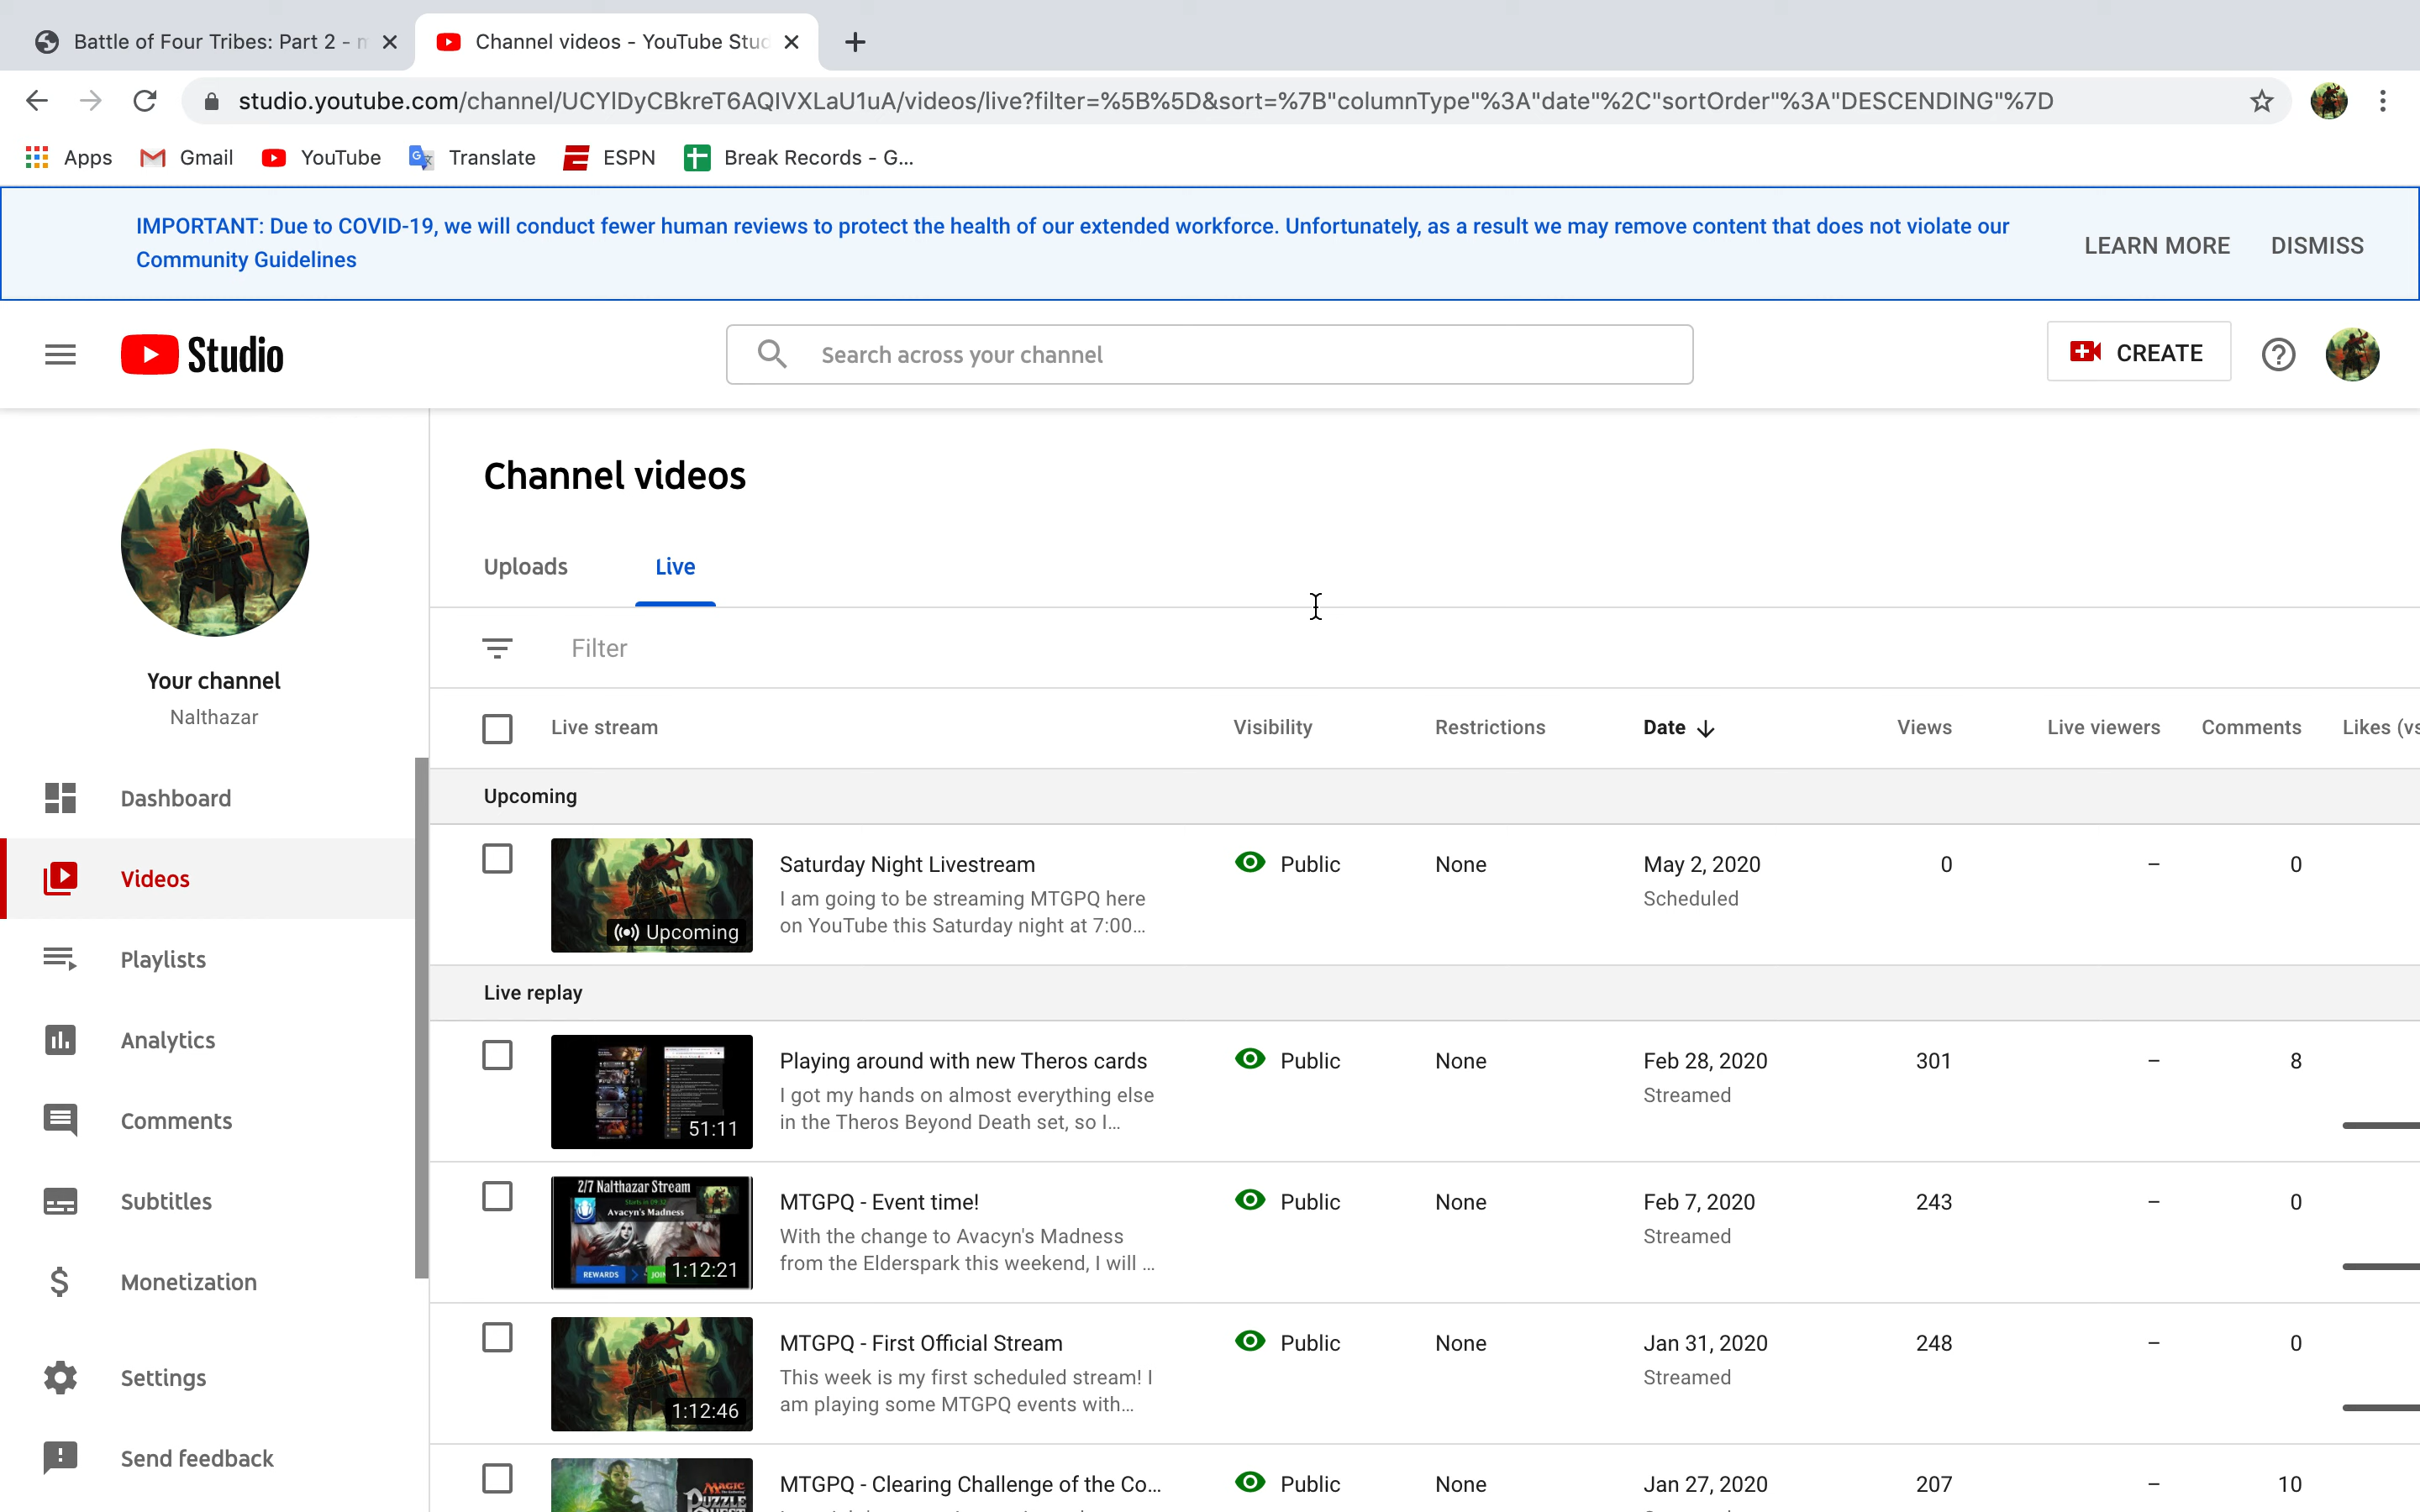 Battle of Four Tribes: Part 2 -
Channel videos - YouTube Stud
studio.youtube.com/channel/UCYIDyCBkreT6AQIVXLaU1uA/videos/live?filter=%5B%5D&sort=%7B"columnType"%3A"date"%2C"sortOrder"%3A"DESCENDING"%7D
Apps Gmail YouTube Translate ESPN Break Records - G...
IMPORTANT: Due to COVID-19, we will conduct fewer human reviews to protect the health of our extended workforce. Unfortunately, as a result we may remove content that does not violate our
Community Guidelines
LEARN MORE DISMISS
Studio
Search across your channel
CREATE
Your channel
Nalthazar
Dashboard
Videos
Playlists
Analytics
Comments
Subtitles
Monetization
Settings
Send feedback
Channel videos
Uploads Live
Filter
Live stream Visibility Restrictions Date Views Live viewers Comments Likes (vs
Upcoming
Upcoming
Saturday Night Livestream Public None May 2, 2020 0 – 0
I am going to be streaming MTGPQ here Scheduled
on YouTube this Saturday night at 7:00...
Live replay
51:11
Playing around with new Theros cards Public None Feb 28, 2020 301 – 8
I got my hands on almost everything else Streamed
in the Theros Beyond Death set, so I...
2/7 Nalthazar Stream
Avacyn's Madness
REWARDS JOIN 1:12:21
MTGPQ - Event time! Public None Feb 7, 2020 243 – 0
With the change to Avacyn's Madness Streamed
from the Elderspark this weekend, I will ...
1:12:46
MTGPQ - First Official Stream Public None Jan 31, 2020 248 – 0
This week is my first scheduled stream! I Streamed
am playing some MTGPQ events with...
MAGIC
PUZZLE
QUEST
MTGPQ - Clearing Challenge of the Co... Public None Jan 27, 2020 207 – 10